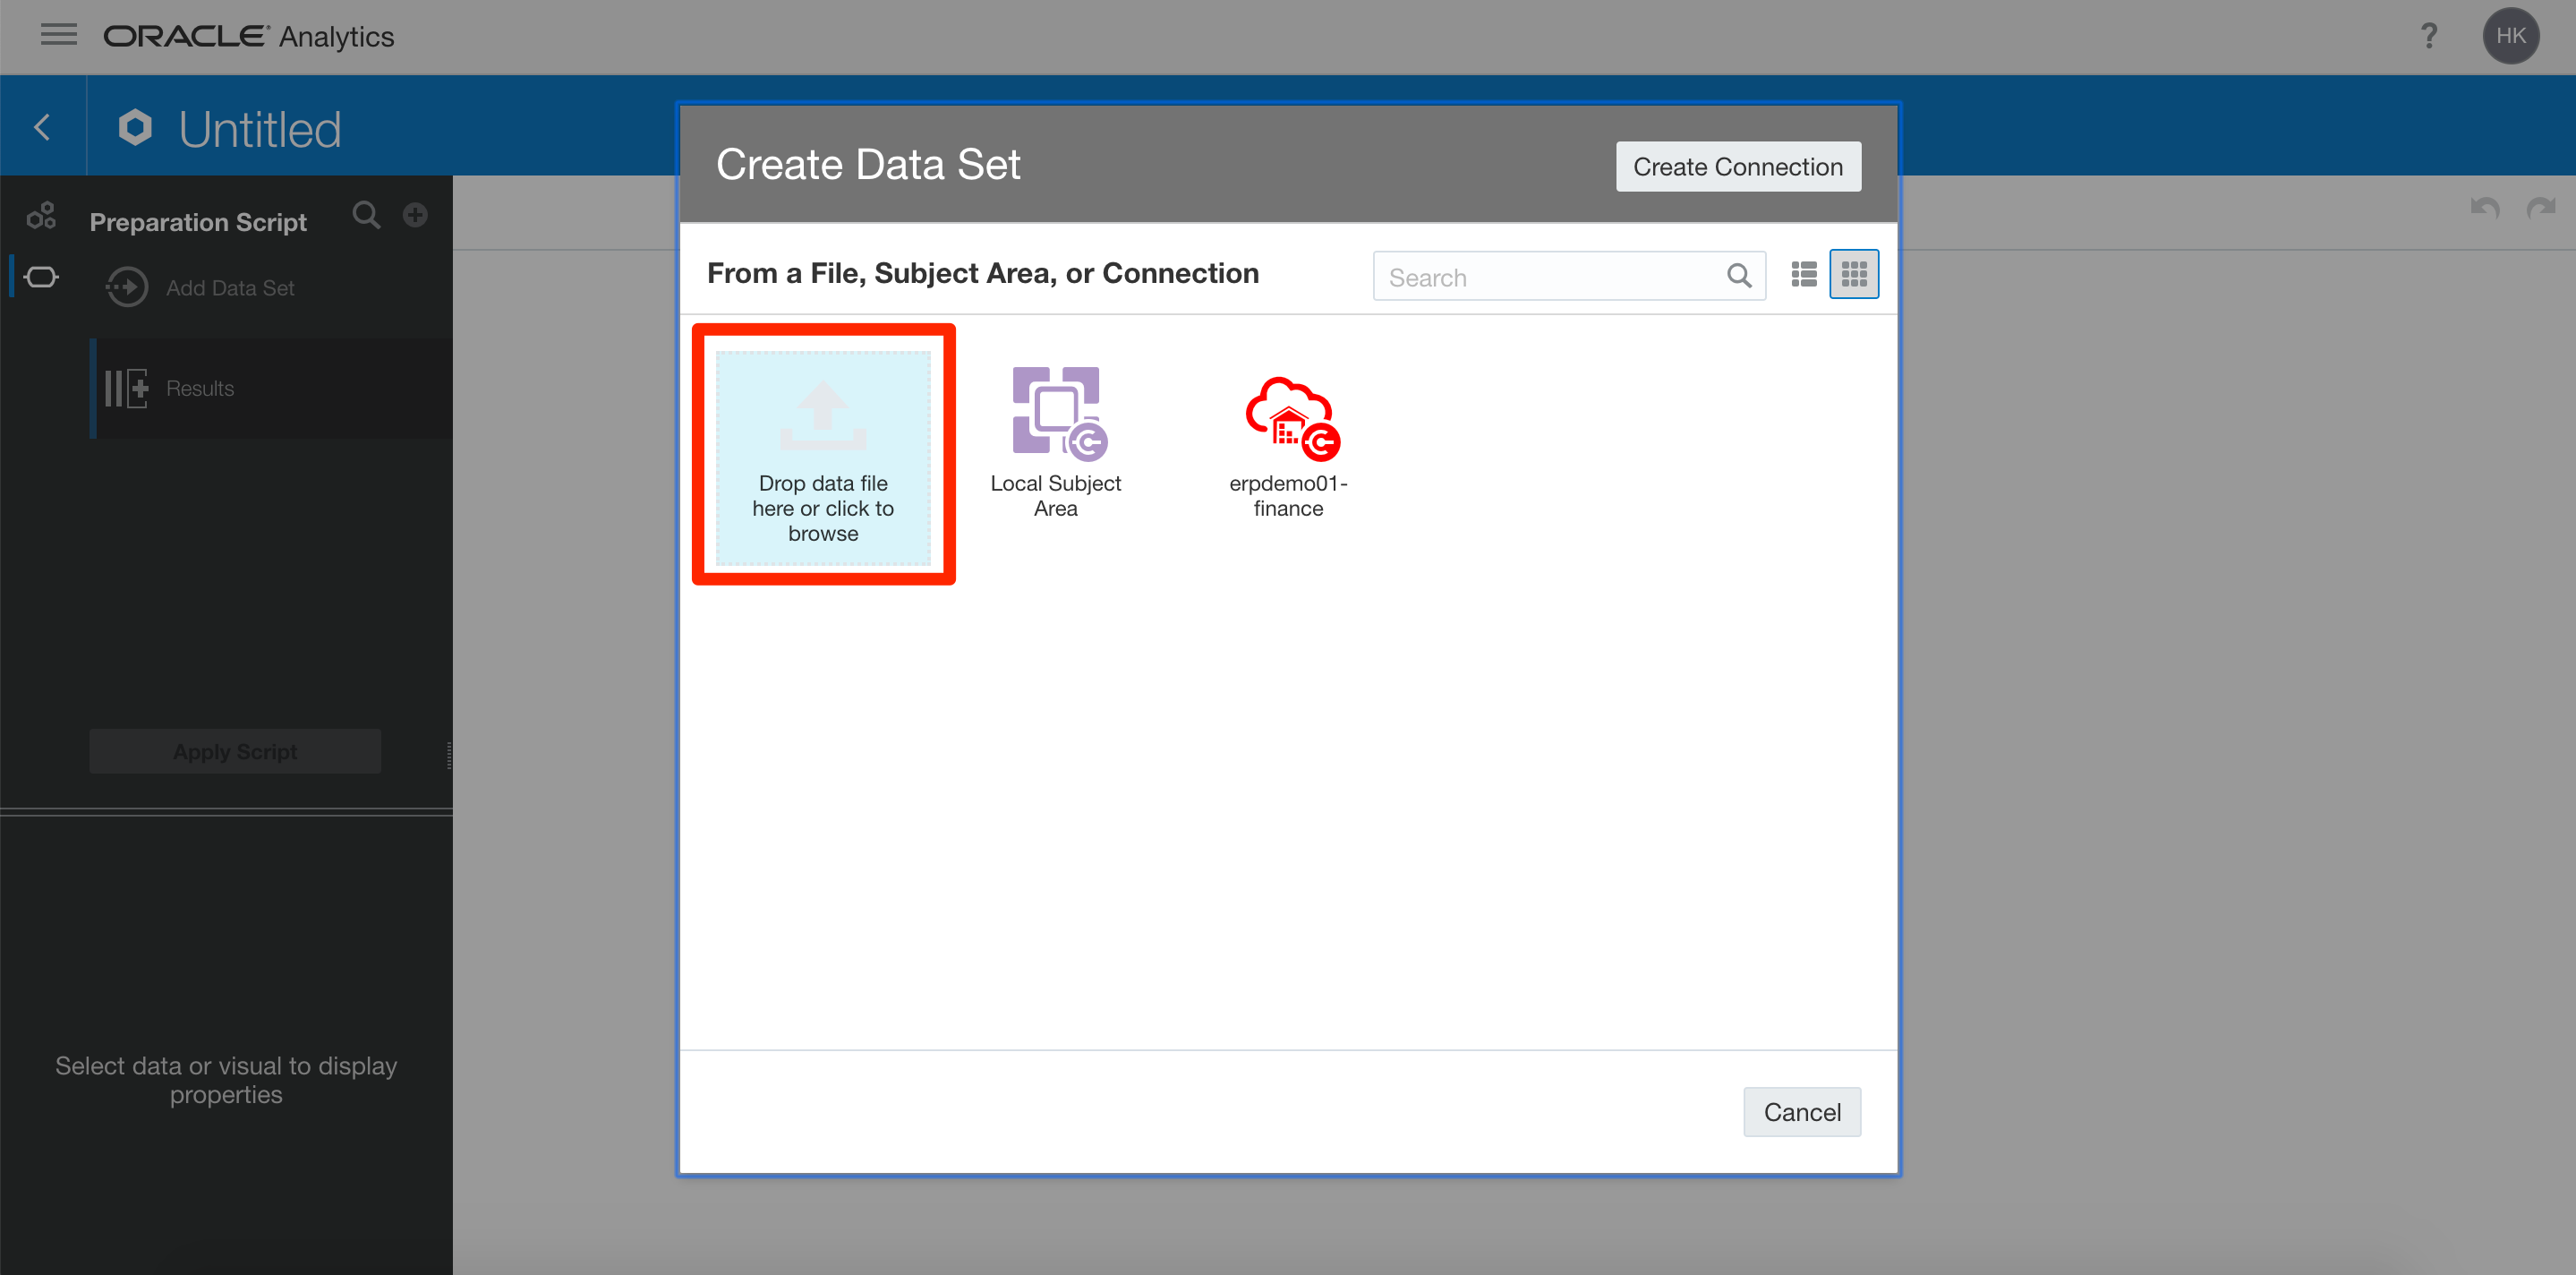 ORACLE Analytics
?
HK
Untitled
Create Data Set
Create Connection
Preparation Script
From a File, Subject Area, or Connection
Search
Add Data Set
Results
Drop data file
here or click to
browse
Local Subject
Area
erpdemo01-
finance
Apply Script
Select data or visual to display
properties
Cancel